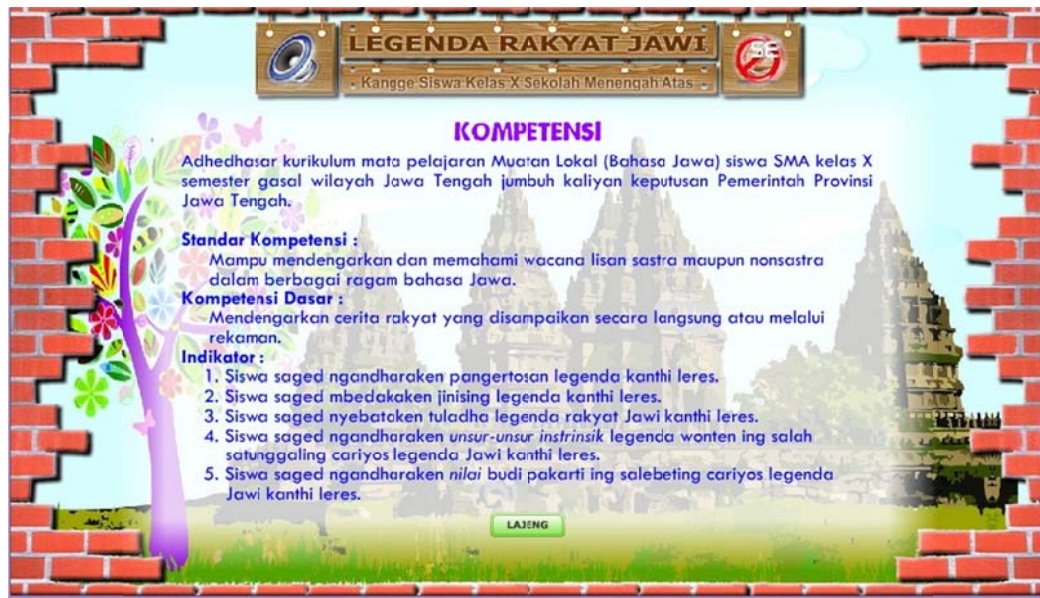 LEGENDA RAKYAT JAWI
SE
Kangge Siswa Kelas X Sekolah Menengah Atas
KOMPETENSI
Adhedhasar kurikulum mata pelajaran Muatan Lokal (Bahasa Jawa) siswa SMA kelas X
semester gasal wilayah Jawa Tengah jumbuh kaliyan keputusan Pemerintah Provinsi
Jawa Tengah.
Standar Kompetensi :
Mampu mendengarkan dan memahami wacana lisan sastra maupun nonsastra
dalam berbagai ragam bahasa Jawa.
Kompetensi Dasar :
Mendengarkan cerita rakyat yang disanpaikan secara langsung atau melalui
rekaman.
Indikator :
1. Siswa saged ngandharaken pangertosan legenda kanthi leres.
2. Siswa saged mbedakaken jinising legenda kanthi leres.
3. Siswa saged nyebataken tuladha legenda rakyat Jawi kanthi leres.
4. Siswa saged ngandharaken unsur-unsur instrinsik legenda wonten ing salah
satunggaling cariyos legenda Jawi kanthi leres.
5. Siswa saged ngandharaken nilai budi pakarti ing salebeting cariyos legenda
Jawi kanthi leres.
LAJENG